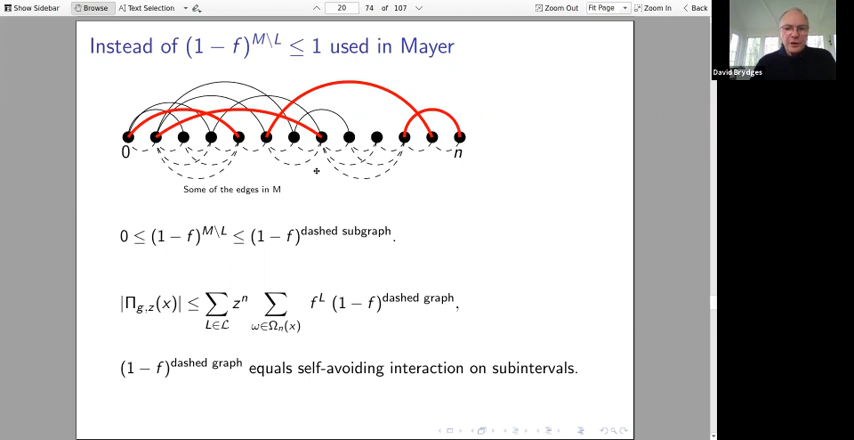 Show Sidebar Browse Text Selection 20 74 of 107 Zoom Out Fit Page Zoom In Back
Instead of (1 − f)^{M\L} ≤ 1 used in Mayer
0 n
Some of the edges in M
0 ≤ (1 − f)^{M\L} ≤ (1 − f)^{dashed subgraph}.
|Π_{g,z}(x)| ≤ ∑_{L∈𝓛} z^n ∑_{ω∈Ω_n(x)} f^L (1 − f)^{dashed graph},
(1 − f)^{dashed graph} equals self-avoiding interaction on subintervals.
David Brydges